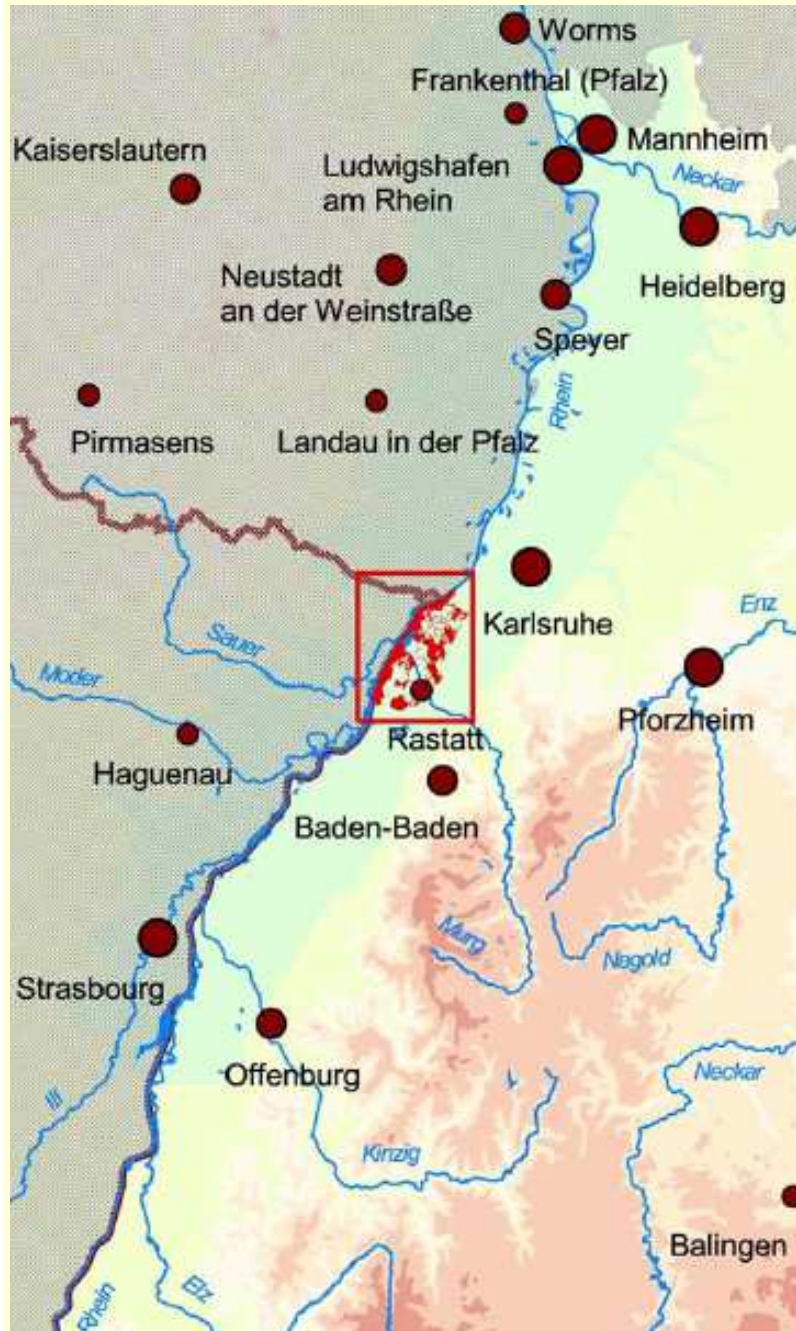 Worms
Frankenthal (Pfalz)
Mannheim
Kaiserslautern
Ludwigshafen
am Rhein
Neckar
Heidelberg
Neustadt
an der Weinstraße
Speyer
Rhein
Pirmasens
Landau in der Pfalz
Karlsruhe
Enz
Sauer
Moder
Pforzheim
Rastatt
Haguenau
Baden-Baden
Murg
Nagold
Strasbourg
Offenburg
Neckar
Ill
Kinzig
Balingen
Elz
Rhein